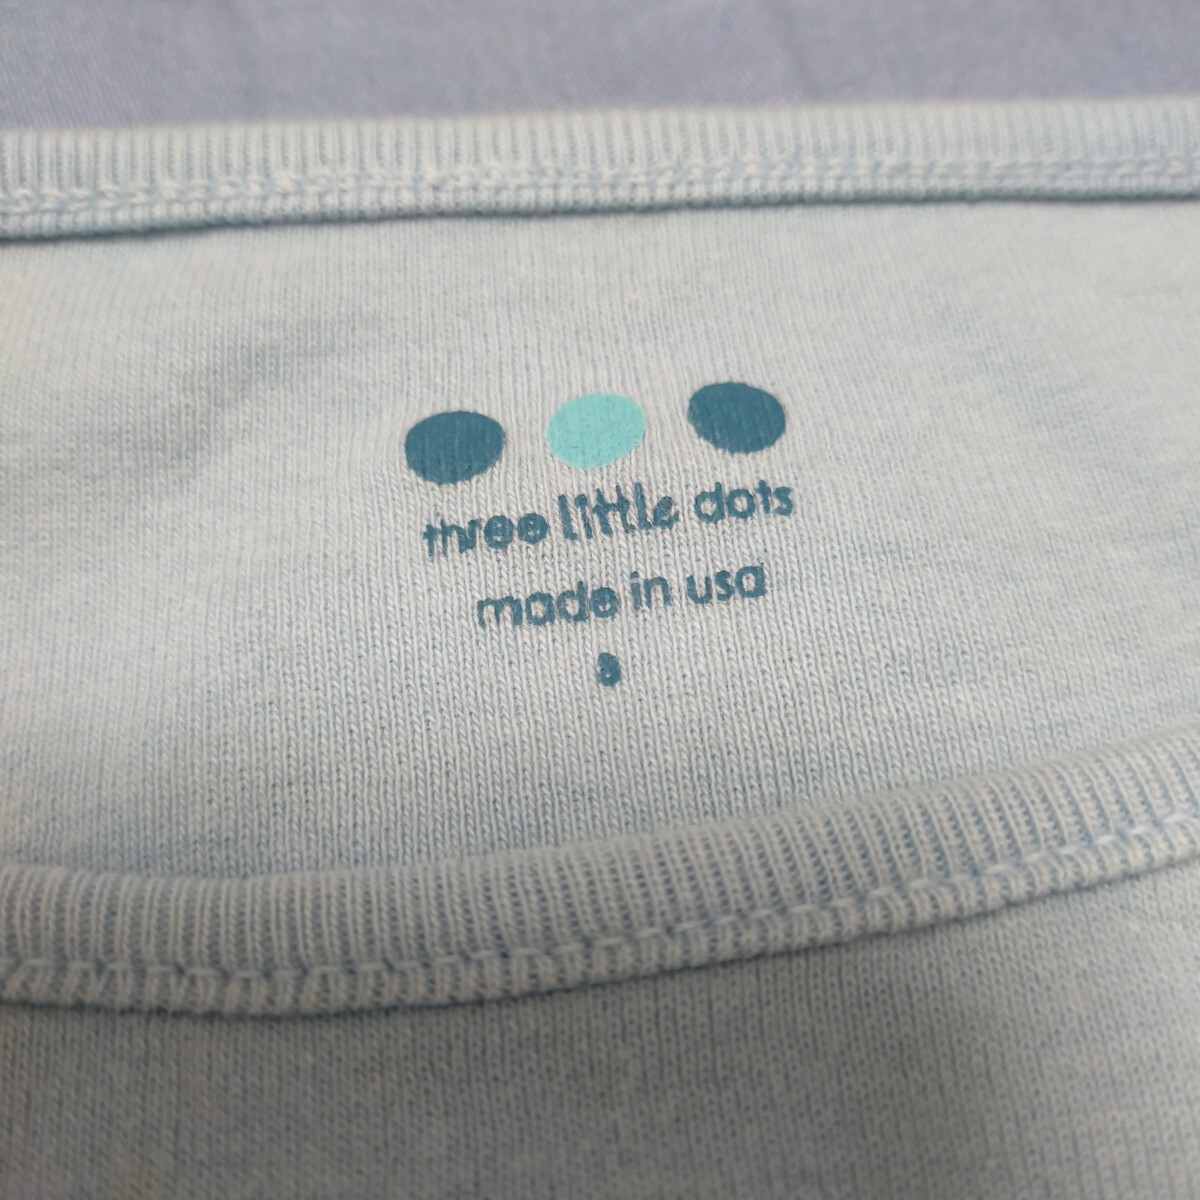 three little dots
made in usa